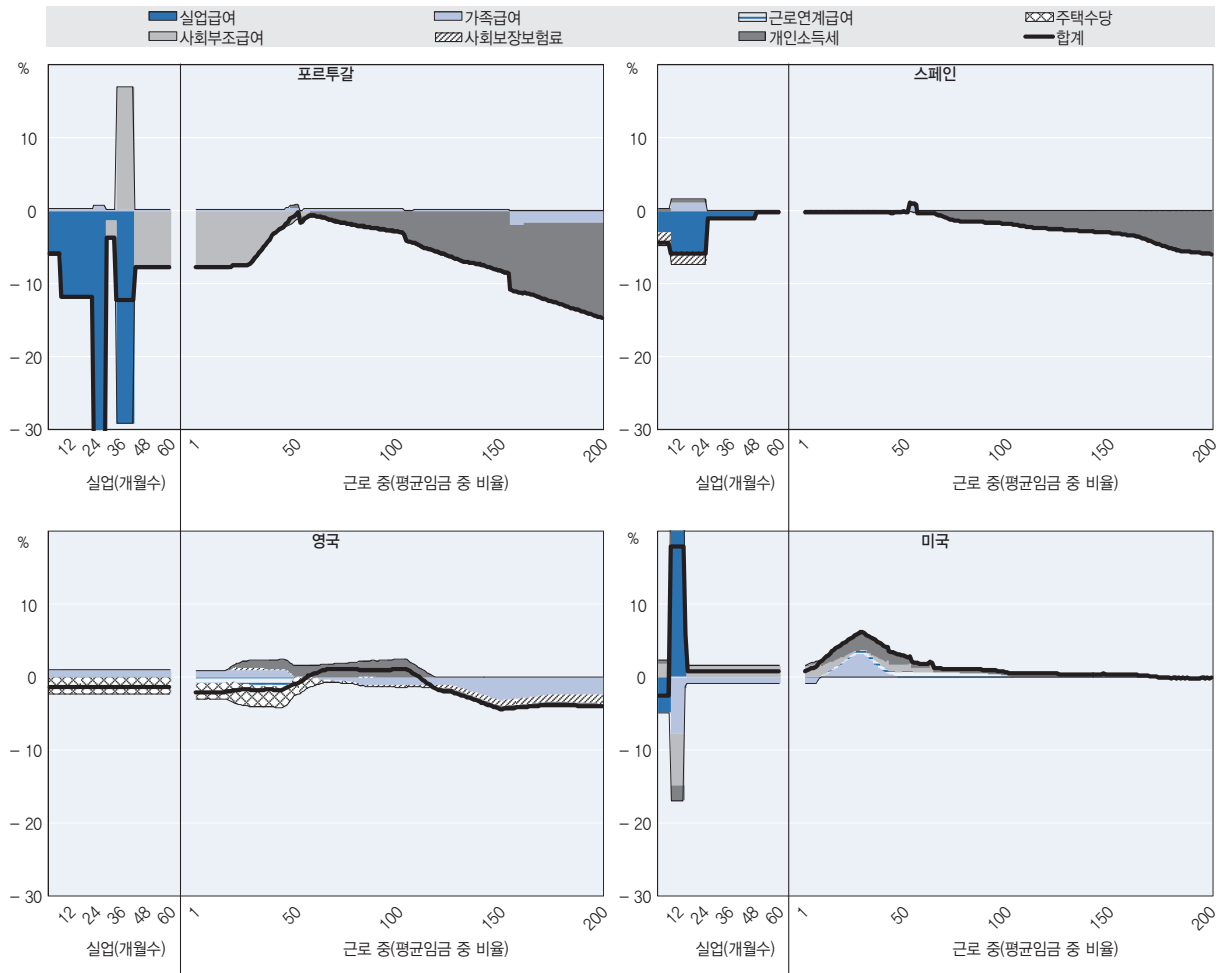 실업급여 가족급여 근로연계급여 주택수당
사회부조급여 사회보장보험료 개인소득세 합계
% 포르투갈
10
0
– 10
– 20
– 30
12 24 36 48 60 1 50 100 150 200
실업(개월수) 근로 중(평균임금 중 비율)
% 스페인
10
0
– 10
– 20
– 30
12 24 36 48 60 1 50 100 150 200
실업(개월수) 근로 중(평균임금 중 비율)
% 영국
10
0
– 10
– 20
– 30
12 24 36 48 60 1 50 100 150 200
실업(개월수) 근로 중(평균임금 중 비율)
% 미국
10
0
– 10
– 20
– 30
12 24 36 48 60 1 50 100 150 200
실업(개월수) 근로 중(평균임금 중 비율)